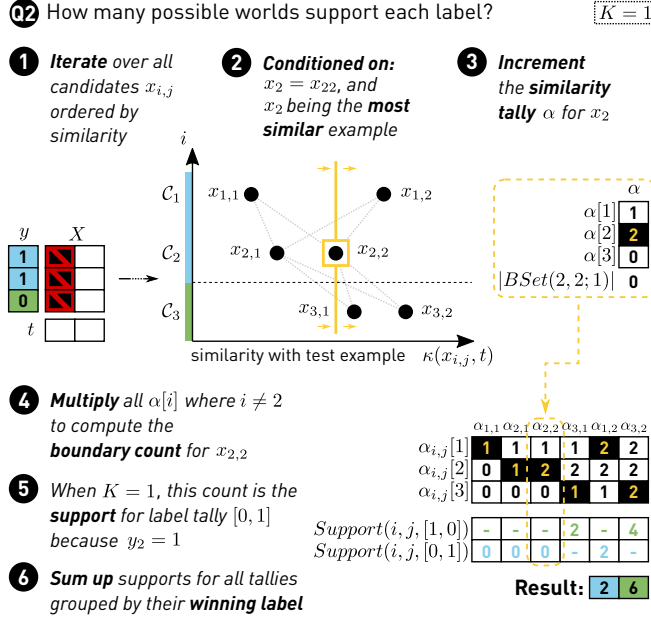 Q2 How many possible worlds support each label?
K = 1
1 Iterate over all
candidates x_{i,j}
ordered by
similarity
2 Conditioned on:
x_2 = x_{22}, and
x_2 being the most
similar example
3 Increment
the similarity
tally α for x_2
i
C_1
x_{1,1}
x_{1,2}
C_2
x_{2,1}
x_{2,2}
C_3
x_{3,1}
x_{3,2}
similarity with test example κ(x_{i,j}, t)
y X
1
1
0
t
α
α[1] 1
α[2] 2
α[3] 0
|BSet(2, 2; 1)| 0
4 Multiply all α[i] where i ≠ 2
to compute the
boundary count for x_{2,2}
5 When K = 1, this count is the
support for label tally [0, 1]
because y_2 = 1
6 Sum up supports for all tallies
grouped by their winning label
α_{1,1} α_{2,1} α_{2,2} α_{3,1} α_{1,2} α_{3,2}
α_{i,j}[1] 1 1 1 1 2 2
α_{i,j}[2] 0 1 2 2 2 2
α_{i,j}[3] 0 0 0 1 1 2
Support(i, j, [1, 0]) - - - 2 - 4
Support(i, j, [0, 1]) 0 0 0 - 2 -
Result: 2 6